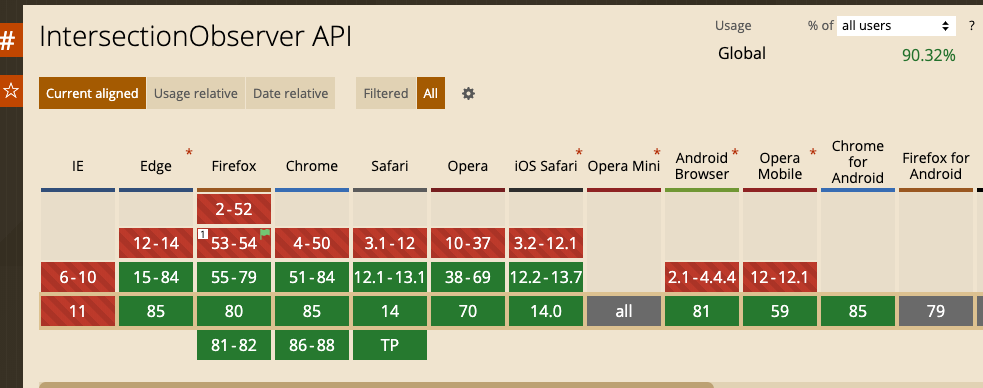 #
IntersectionObserver API
Usage % of all users ?
Global 90.32%
☆
Current aligned Usage relative Date relative Filtered All
IE Edge * Firefox Chrome Safari Opera iOS Safari * Opera Mini * Android Browser * Opera Mobile * Chrome for Android Firefox for Android
2-52
12-14 1 53-54 4-50 3.1-12 10-37 3.2-12.1
6-10 15-84 55-79 51-84 12.1-13.1 38-69 12.2-13.7 2.1-4.4.4 12-12.1
11 85 80 85 14 70 14.0 all 81 59 85 79
81-82 86-88 TP